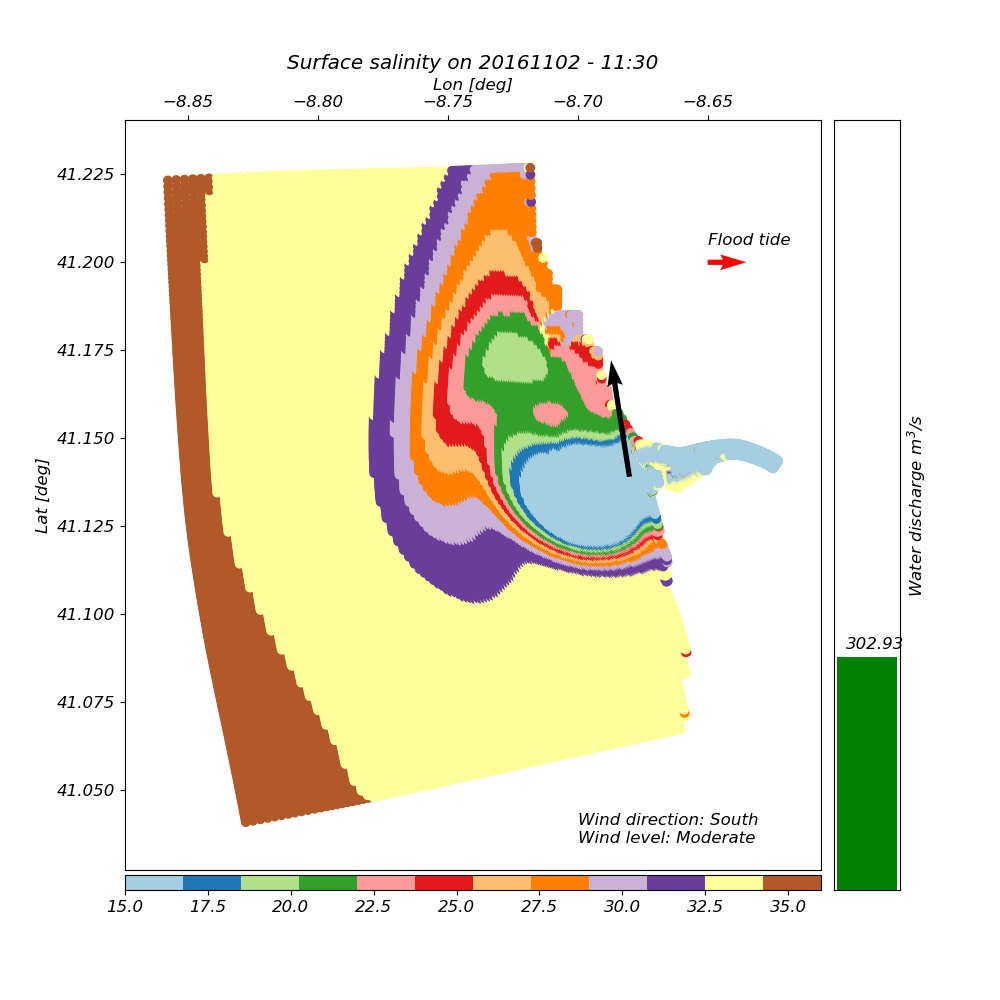 Surface salinity on 20161102 - 11:30
Lon [deg]
−8.85 −8.80 −8.75 −8.70 −8.65
41.225
41.200
41.175
41.150
41.125
41.100
41.075
41.050
Lat [deg]
Flood tide
Wind direction: South
Wind level: Moderate
15.0 17.5 20.0 22.5 25.0 27.5 30.0 32.5 35.0
302.93
Water discharge m³/s